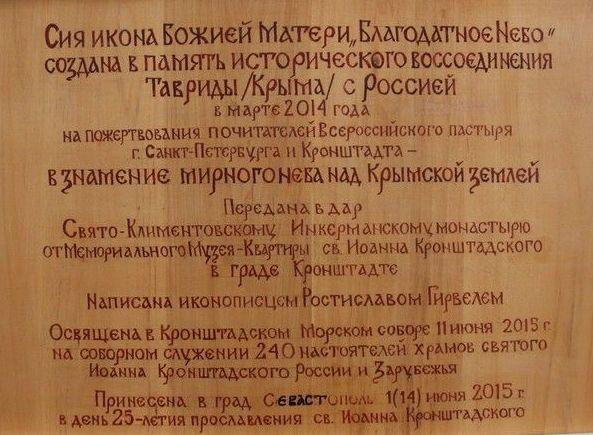 Сия икона Божией Матери „Благодатное Небо"
создана в память исторического воссоединения
Тавриды /Крыма/ с Россией
в марте 2014 года
на пожертвования почитателей Всероссийского пастыря
г. Санкт-Петербурга и Кронштадта –
в знамение мирного неба над Крымской землей
Передана в дар
Свято-Климентовскому Инкерманскому монастырю
от Мемориального Музея-Квартиры св. Иоанна Кронштадского
в граде Кронштадте
Написана иконописцем Ростиславом Гирвелем
Освящена в Кронштадском Морском соборе 11 июня 2015 г.
на соборном служении 240 настоятелей храмов святого
Иоанна Кронштадского России и Зарубежья
Принесена в град Севастополь 1(14) июня 2015 г.
в день 25-летия прославления св. Иоанна Кронштадского